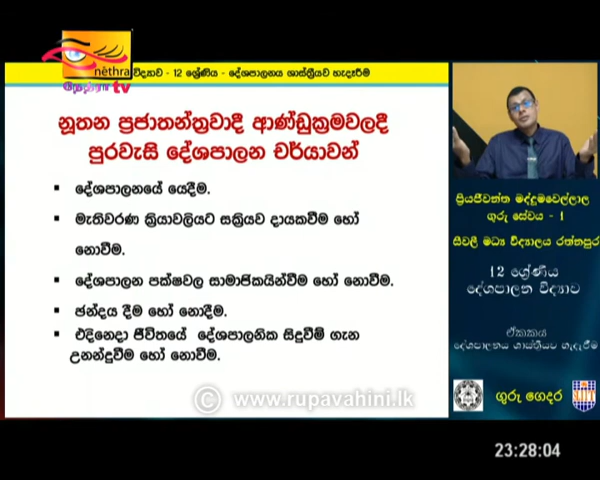 nēthra
tv
විද්‍යාව - 12 ශ්‍රේණිය - දේශපාලනය ශාස්ත්‍රීයව හැදෑරීම
නූතන ප්‍රජාතන්ත්‍රවාදී ආණ්ඩුක්‍රමවලදී
පුරවැසි දේශපාලන චර්යාවන්
▪ දේශපාලනයේ යෙදීම.
▪ මැතිවරණ ක්‍රියාවලියට සක්‍රියව දායකවීම හෝ
නොවීම.
▪ දේශපාලන පක්ෂවල සාමාජිකයින්වීම හෝ නොවීම.
▪ ඡන්දය දීම හෝ නොදීම.
▪ එදිනෙදා ජීවිතයේ දේශපාලනික සිදුවීම් ගැන
උනන්දුවීම හෝ නොවීම.
© www.rupavahini.lk
ප්‍රියජීවන්ත මද්දුමවෙල්ලාල
ගුරු සේවය - 1
සීවලී මධ්‍ය විද්‍යාලය රත්නපුර
12 ශ්‍රේණිය
දේශපාලන විද්‍යාව
ඒකකය
දේශපාලනය ශාස්ත්‍රීයව හැදෑරීම
ගුරු ගෙදර
23:28:04